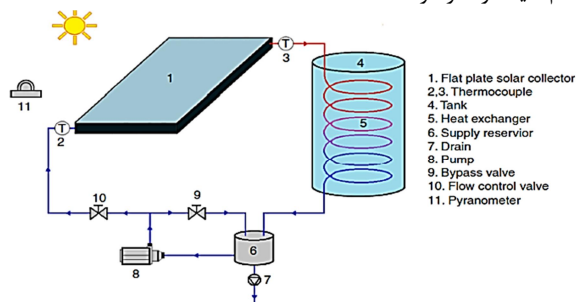 1
T
3
4
5
11
T
2
10
9
8
6
7
1. Flat plate solar collector
2,3. Thermocouple
4. Tank
5. Heat exchanger
6. Supply reservior
7. Drain
8. Pump
9. Bypass valve
10. Flow control valve
11. Pyranometer